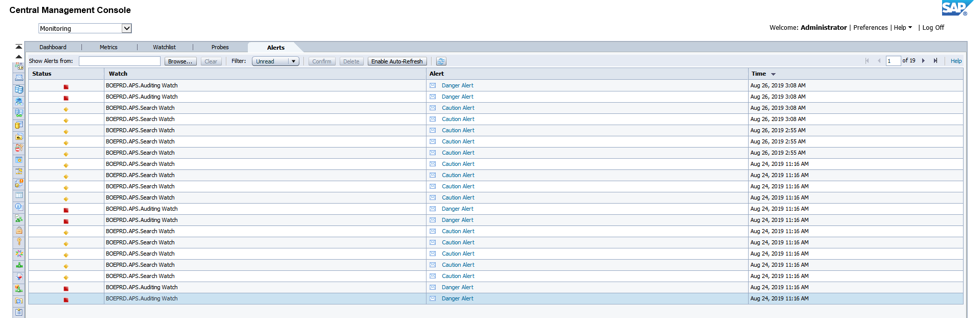 Central Management Console
SAP
Monitoring
Welcome: Administrator | Preferences | Help | Log Off
Dashboard | Metrics | Watchlist | Probes | Alerts
Show Alerts from: Browse... Clear Filter: Unread Confirm Delete Enable Auto-Refresh 1 of 19 Help
Status Watch Alert Time
BOEPRD.APS.Auditing Watch Danger Alert Aug 26, 2019 3:08 AM
BOEPRD.APS.Auditing Watch Danger Alert Aug 26, 2019 3:08 AM
BOEPRD.APS.Search Watch Caution Alert Aug 26, 2019 3:08 AM
BOEPRD.APS.Search Watch Caution Alert Aug 26, 2019 3:08 AM
BOEPRD.APS.Search Watch Caution Alert Aug 26, 2019 2:55 AM
BOEPRD.APS.Search Watch Caution Alert Aug 26, 2019 2:55 AM
BOEPRD.APS.Search Watch Caution Alert Aug 26, 2019 2:55 AM
BOEPRD.APS.Search Watch Caution Alert Aug 24, 2019 11:16 AM
BOEPRD.APS.Search Watch Caution Alert Aug 24, 2019 11:16 AM
BOEPRD.APS.Search Watch Caution Alert Aug 24, 2019 11:16 AM
BOEPRD.APS.Search Watch Caution Alert Aug 24, 2019 11:16 AM
BOEPRD.APS.Auditing Watch Danger Alert Aug 24, 2019 11:16 AM
BOEPRD.APS.Auditing Watch Danger Alert Aug 24, 2019 11:16 AM
BOEPRD.APS.Search Watch Caution Alert Aug 24, 2019 11:16 AM
BOEPRD.APS.Search Watch Caution Alert Aug 24, 2019 11:16 AM
BOEPRD.APS.Search Watch Caution Alert Aug 24, 2019 11:16 AM
BOEPRD.APS.Search Watch Caution Alert Aug 24, 2019 11:16 AM
BOEPRD.APS.Search Watch Caution Alert Aug 24, 2019 11:16 AM
BOEPRD.APS.Auditing Watch Danger Alert Aug 24, 2019 11:16 AM
BOEPRD.APS.Auditing Watch Danger Alert Aug 24, 2019 11:16 AM